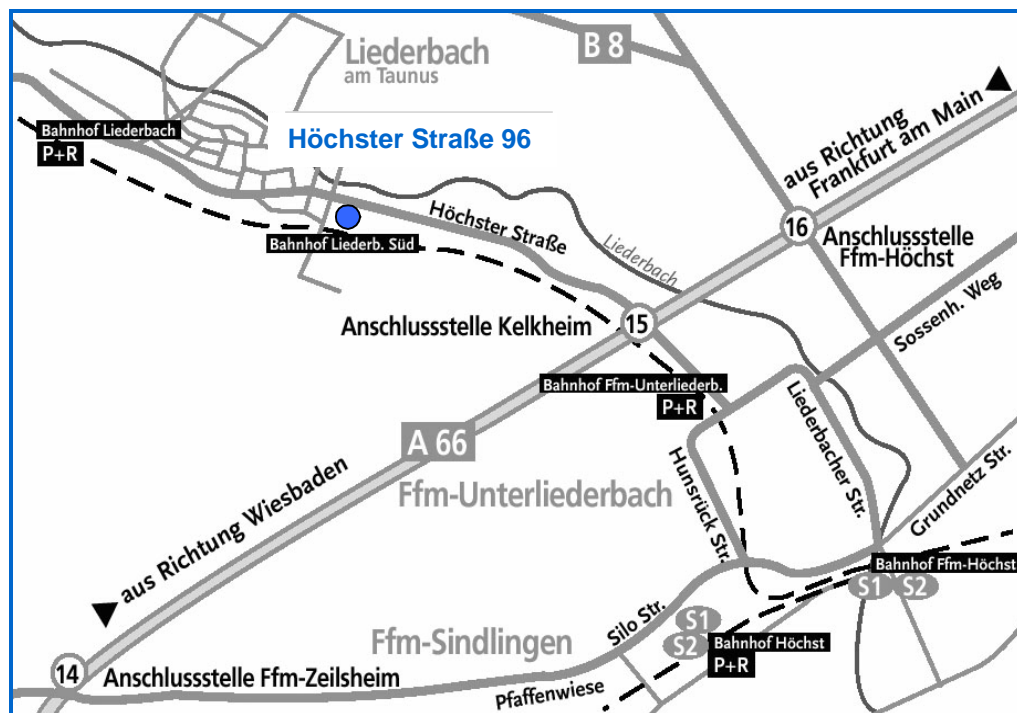 Liederbach
am Taunus
B 8
Höchster Straße 96
Bahnhof Liederbach
P+R
aus Richtung
Frankfurt am Main
Höchster Straße
Bahnhof Liederb. Süd
Liederbach
16
Anschlussstelle
Ffm-Höchst
15
Anschlussstelle Kelkheim
Sossenh. Weg
Bahnhof Ffm-Unterliederb.
P+R
A 66
Liederbacher Str.
Hunsrück Str.
Ffm-Unterliederbach
Grundnetz Str.
aus Richtung Wiesbaden
Bahnhof Ffm-Höchst
S1
S2
Silo Str.
S1
S2
Bahnhof Höchst
P+R
Ffm-Sindlingen
14
Anschlussstelle Ffm-Zeilsheim
Pfaffenwiese